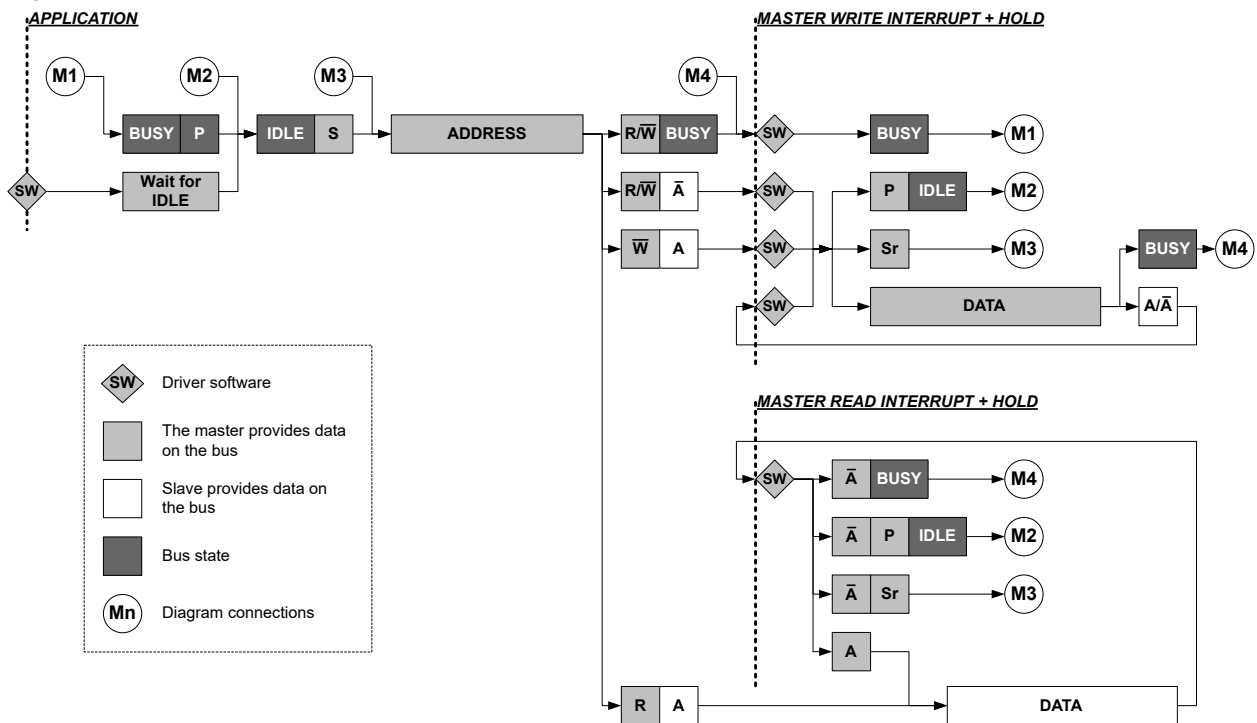 APPLICATION
MASTER WRITE INTERRUPT + HOLD
M1
M2
M3
M4
BUSY P
IDLE S
ADDRESS
R/W̅ BUSY
SW
BUSY
M1
SW
Wait for
IDLE
R/W̅ A̅
SW
P IDLE
M2
W̅ A
SW
Sr
M3
BUSY
M4
SW
DATA
A/A̅
SW
Driver software
The master provides data
on the bus
Slave provides data on
the bus
Bus state
Mn
Diagram connections
MASTER READ INTERRUPT + HOLD
SW
A̅ BUSY
M4
A̅ P IDLE
M2
A̅ Sr
M3
A
R A
DATA